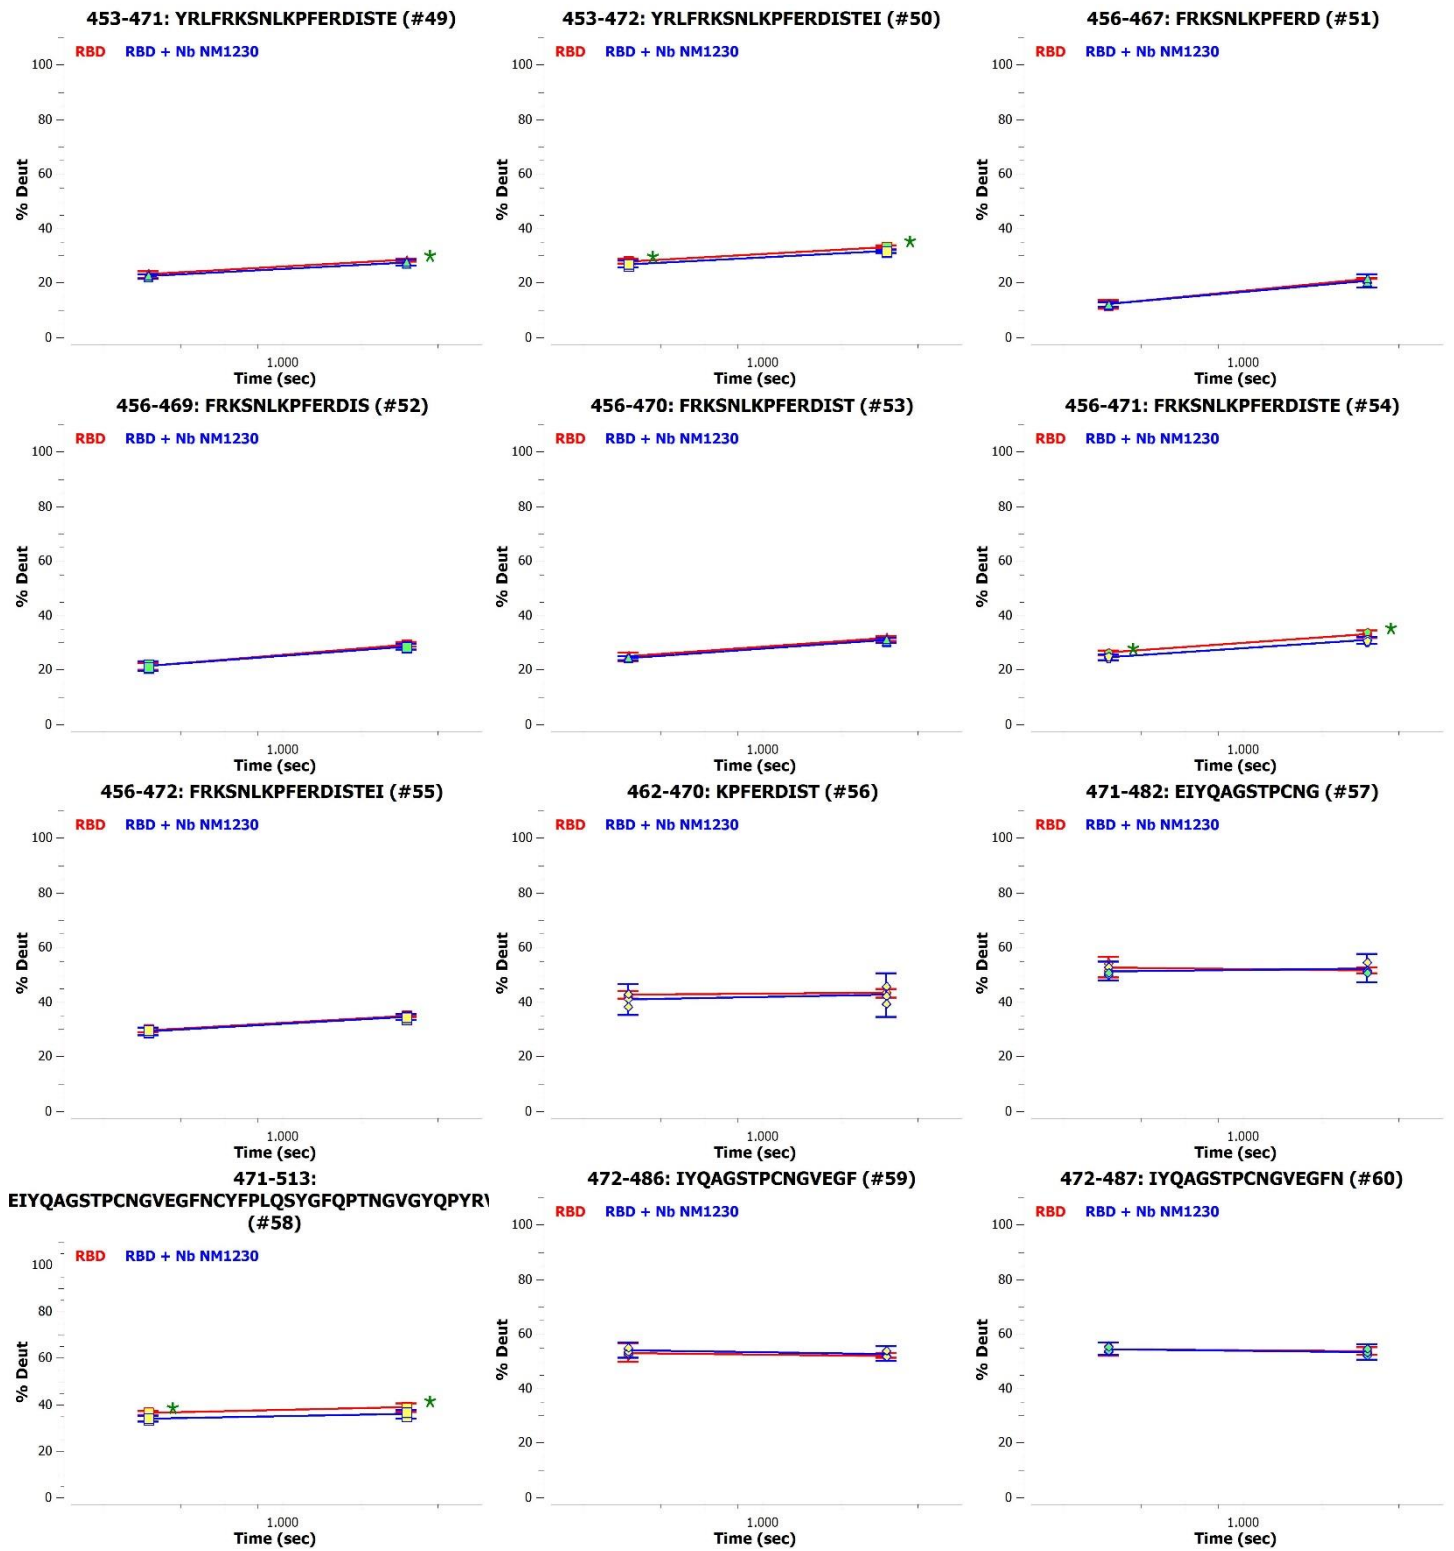 453-471: YRLFRKSNLKPFERDISTE (#49)
RBD RBD + Nb NM1230
100
80
60
40
20
0
% Deut
1.000
Time (sec)
453-472: YRLFRKSNLKPFERDISTEI (#50)
RBD RBD + Nb NM1230
100
80
60
40
20
0
% Deut
1.000
Time (sec)
456-467: FRKSNLKPFERD (#51)
RBD RBD + Nb NM1230
100
80
60
40
20
0
% Deut
1.000
Time (sec)
456-469: FRKSNLKPFERDIS (#52)
RBD RBD + Nb NM1230
100
80
60
40
20
0
% Deut
1.000
Time (sec)
456-470: FRKSNLKPFERDIST (#53)
RBD RBD + Nb NM1230
100
80
60
40
20
0
% Deut
1.000
Time (sec)
456-471: FRKSNLKPFERDISTE (#54)
RBD RBD + Nb NM1230
100
80
60
40
20
0
% Deut
1.000
Time (sec)
456-472: FRKSNLKPFERDISTEI (#55)
RBD RBD + Nb NM1230
100
80
60
40
20
0
% Deut
1.000
Time (sec)
462-470: KPFERDIST (#56)
RBD RBD + Nb NM1230
100
80
60
40
20
0
% Deut
1.000
Time (sec)
471-482: EIYQAGSTPCNG (#57)
RBD RBD + Nb NM1230
100
80
60
40
20
0
% Deut
1.000
Time (sec)
471-513:
EIYQAGSTPCNGVEGFNCYFPLQSYGFQPTNGVGYQPYR
(#58)
RBD RBD + Nb NM1230
100
80
60
40
20
0
% Deut
1.000
Time (sec)
472-486: IYQAGSTPCNGVEGF (#59)
RBD RBD + Nb NM1230
100
80
60
40
20
0
% Deut
1.000
Time (sec)
472-487: IYQAGSTPCNGVEGFN (#60)
RBD RBD + Nb NM1230
100
80
60
40
20
0
% Deut
1.000
Time (sec)